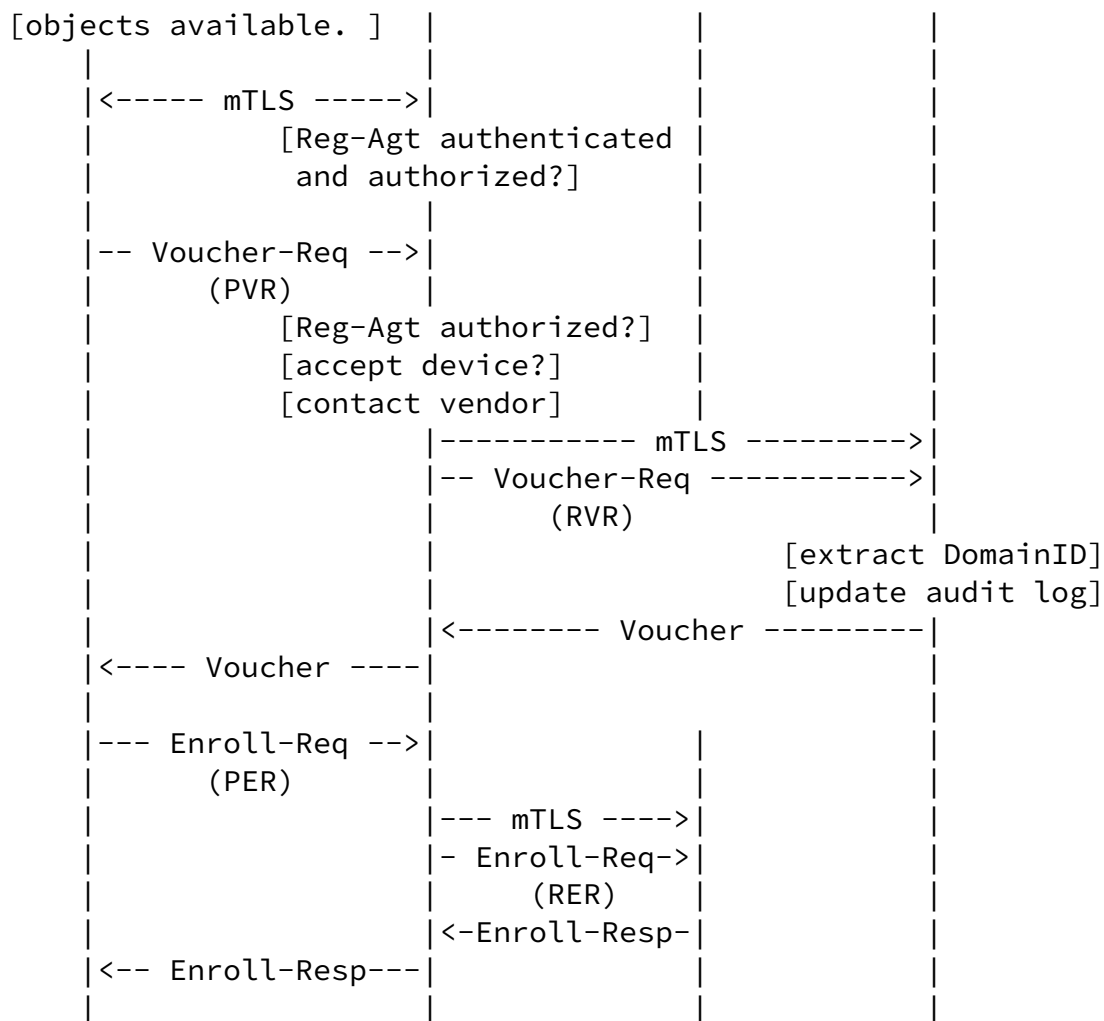 [objects available. ]
<----- mTLS ----->
[Reg-Agt authenticated
and authorized?]
-- Voucher-Req -->
(PVR)
[Reg-Agt authorized?]
[accept device?]
[contact vendor]
----------- mTLS --------->
-- Voucher-Req ----------->
(RVR)
[extract DomainID]
[update audit log]
<-------- Voucher ---------
<---- Voucher ----
--- Enroll-Req -->
(PER)
--- mTLS ---->
- Enroll-Req->
(RER)
<-Enroll-Resp-
<-- Enroll-Resp---